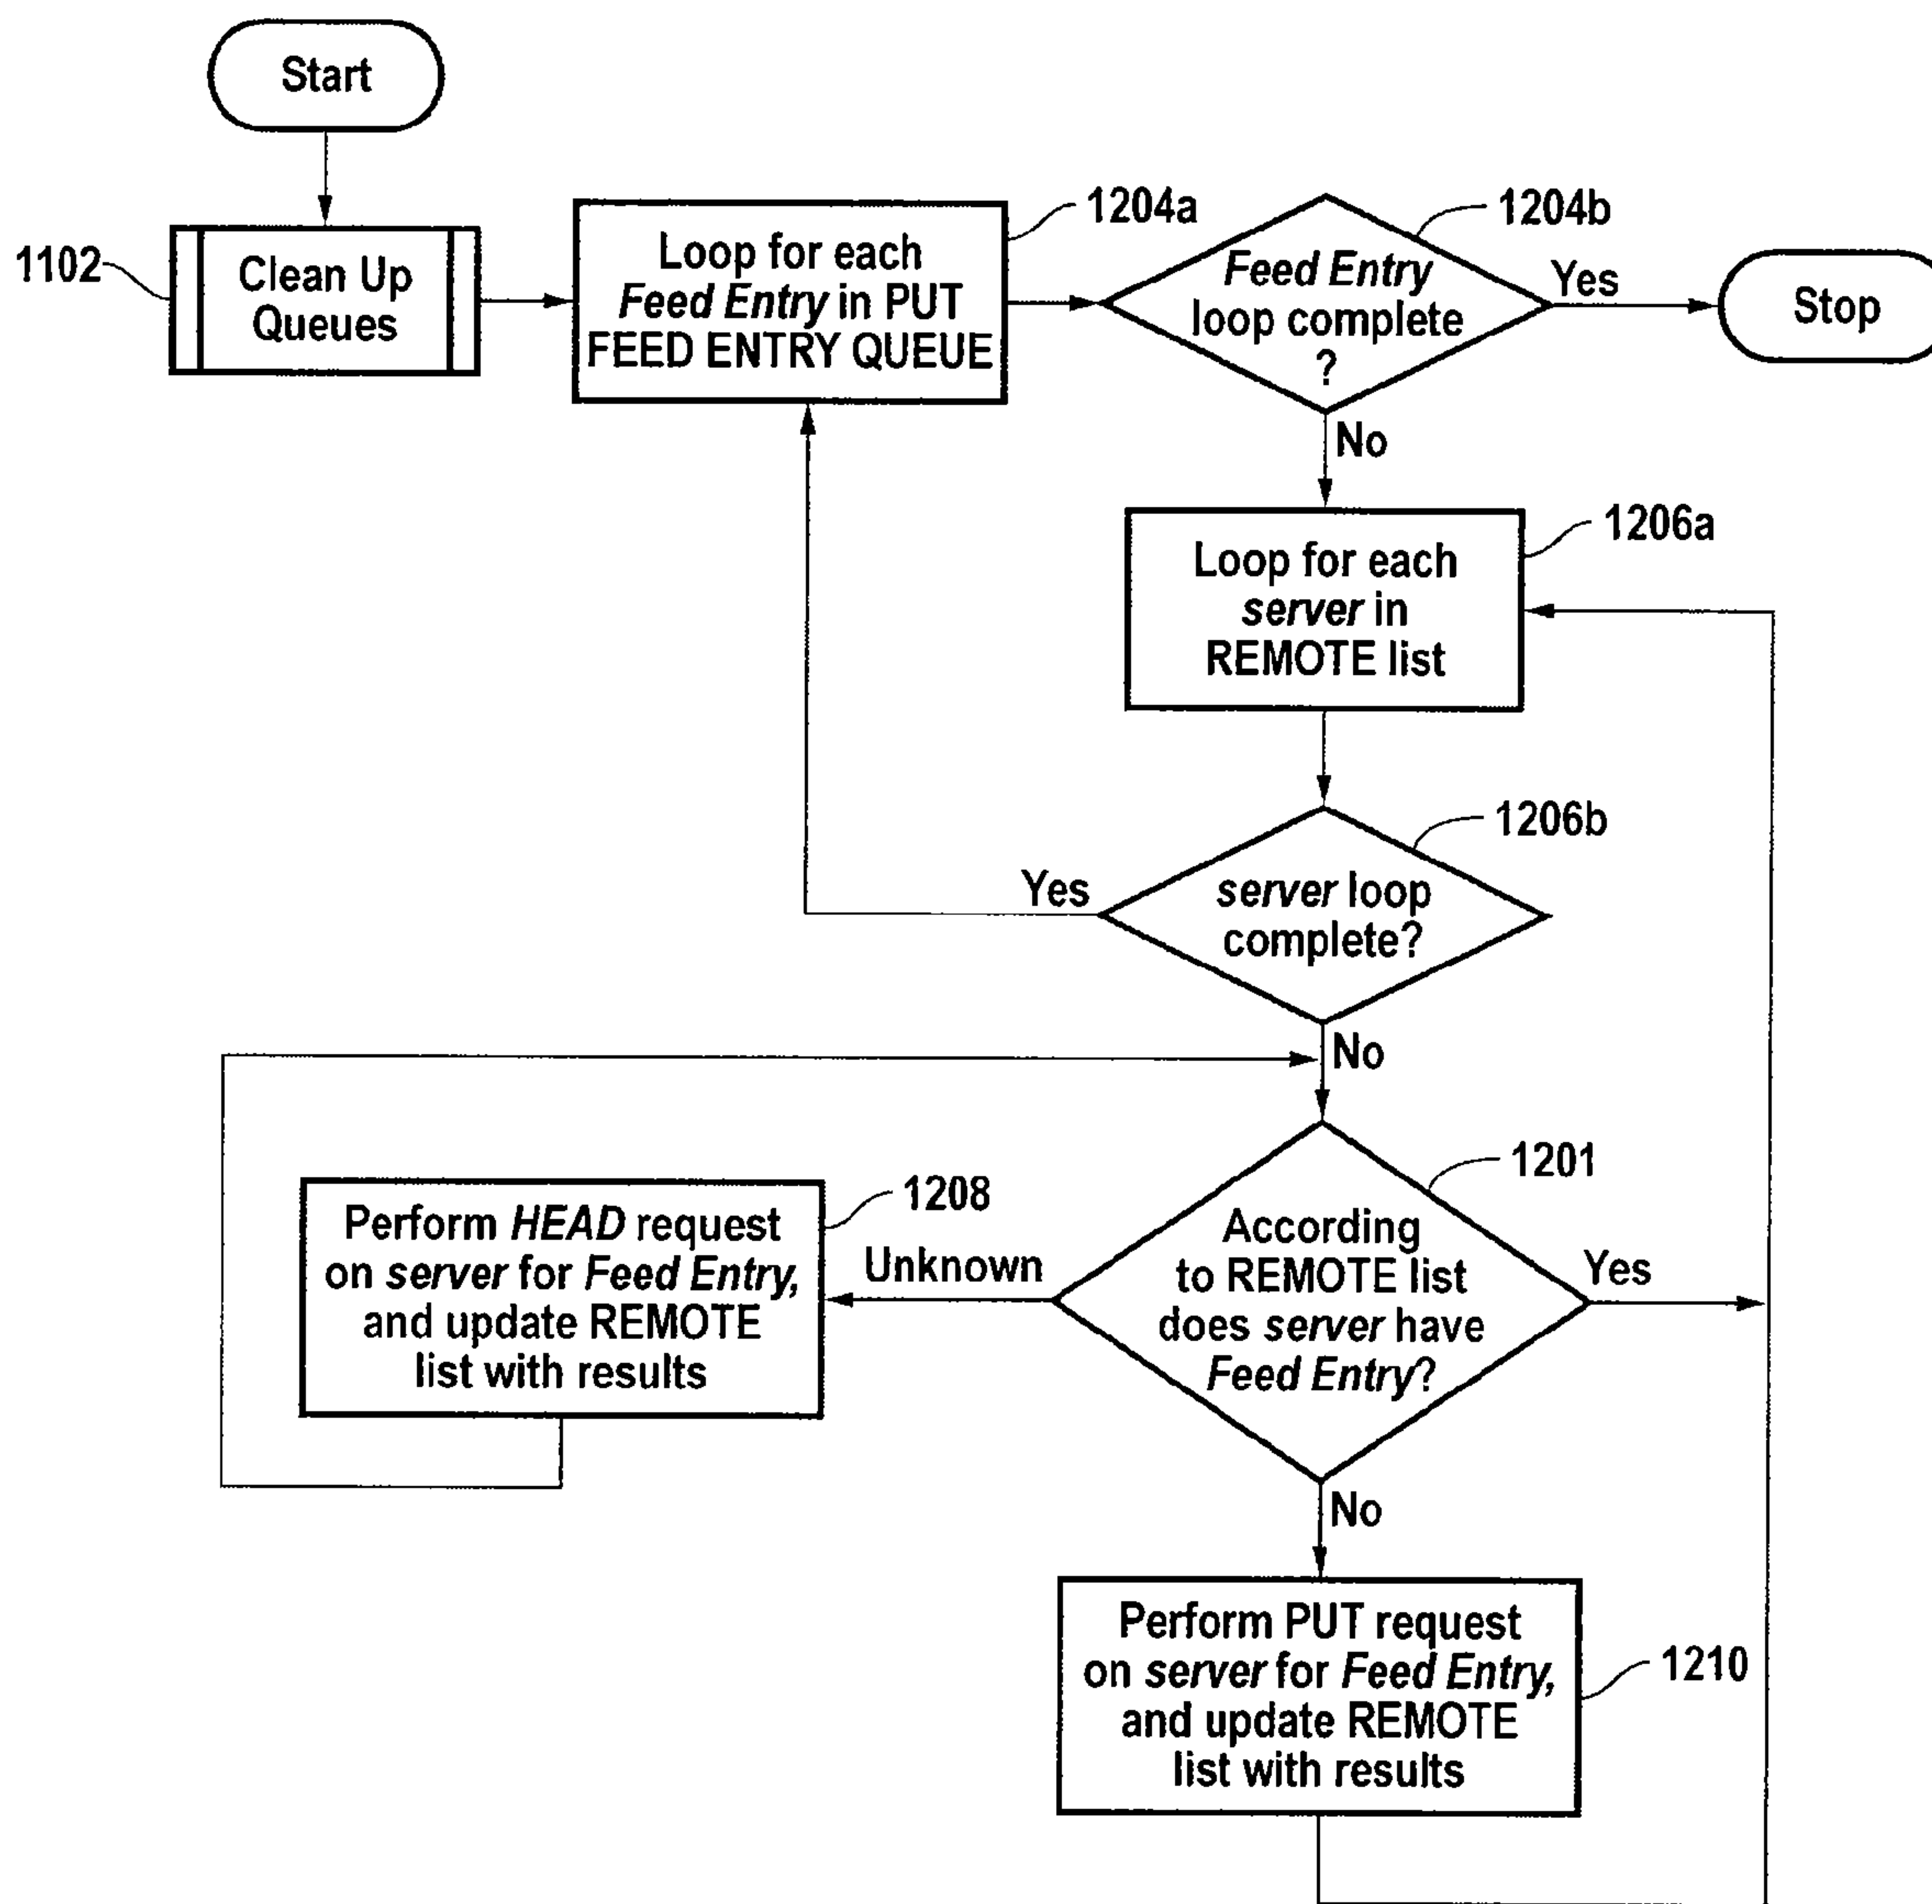 Start
1102
Clean Up
Queues
1204a
Loop for each
Feed Entry in PUT
FEED ENTRY QUEUE
1204b
Feed Entry
loop complete
?
Yes
Stop
No
1206a
Loop for each
server in
REMOTE list
1206b
server loop
complete?
Yes
No
1201
According
to REMOTE list
does server have
Feed Entry?
Yes
Unknown
1208
Perform HEAD request
on server for Feed Entry,
and update REMOTE
list with results
No
1210
Perform PUT request
on server for Feed Entry,
and update REMOTE
list with results